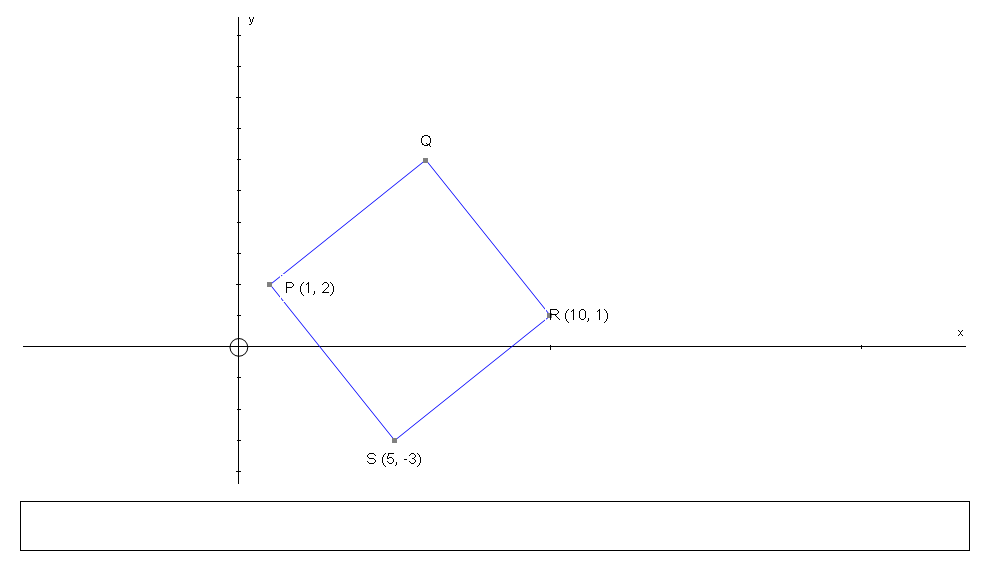 y
Q
P (1, 2)
R (10, 1)
x
S (5, -3)